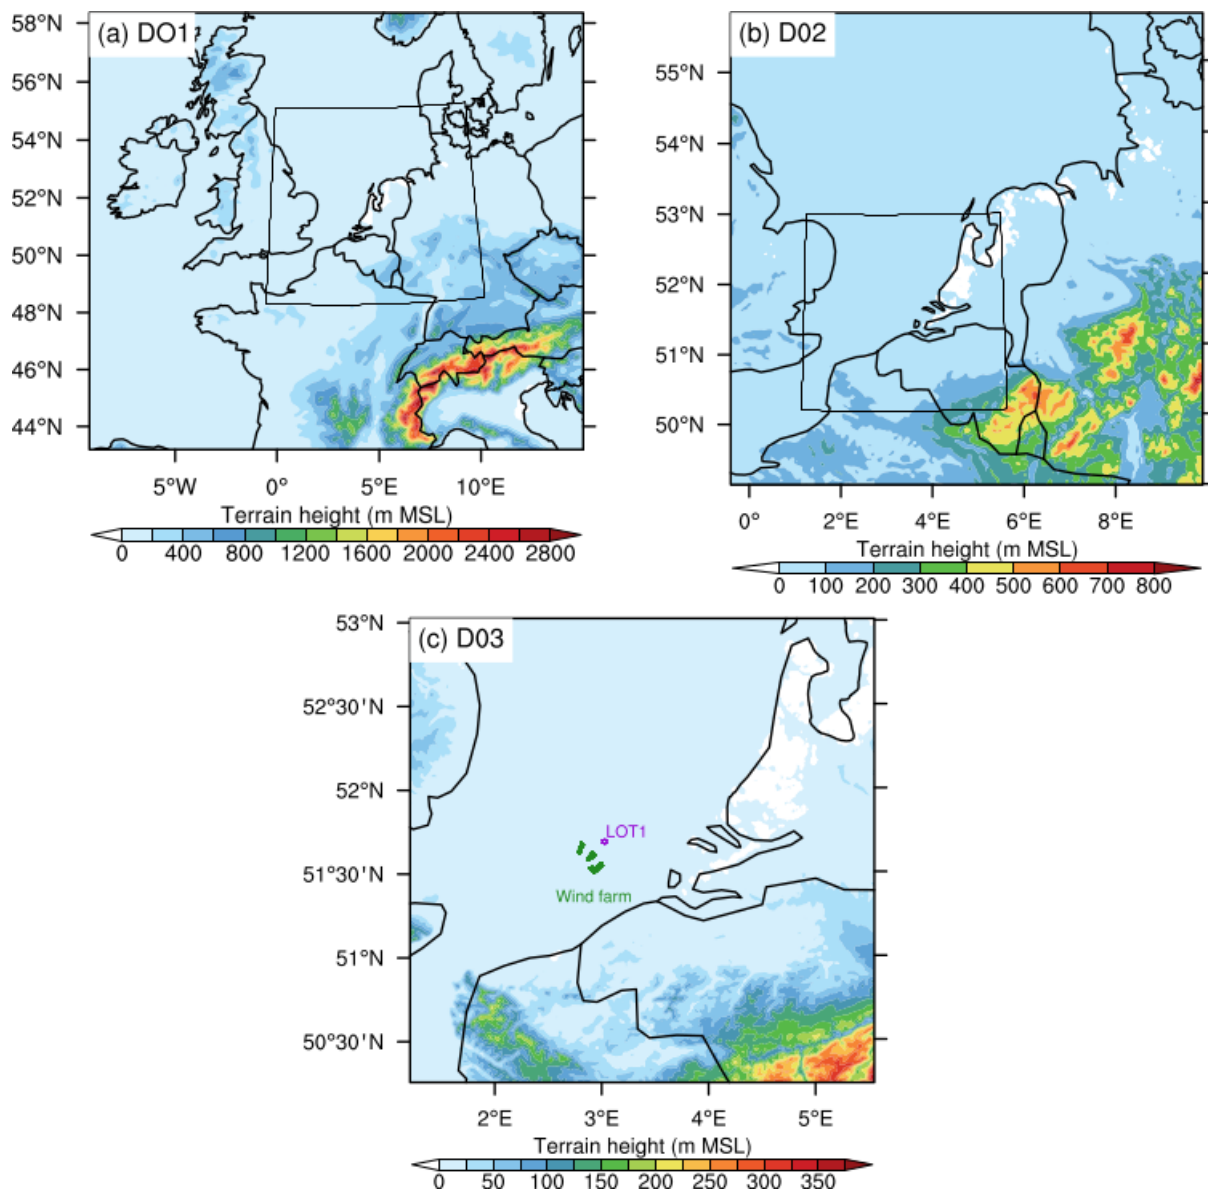 (a) DO1
58°N
56°N
54°N
52°N
50°N
48°N
46°N
44°N
5°W 0° 5°E 10°E
Terrain height (m MSL)
0 400 800 1200 1600 2000 2400 2800
(b) D02
55°N
54°N
53°N
52°N
51°N
50°N
0° 2°E 4°E 6°E 8°E
Terrain height (m MSL)
0 100 200 300 400 500 600 700 800
(c) D03
53°N
52°30'N
52°N
51°30'N
51°N
50°30'N
LOT1
Wind farm
2°E 3°E 4°E 5°E
Terrain height (m MSL)
0 50 100 150 200 250 300 350